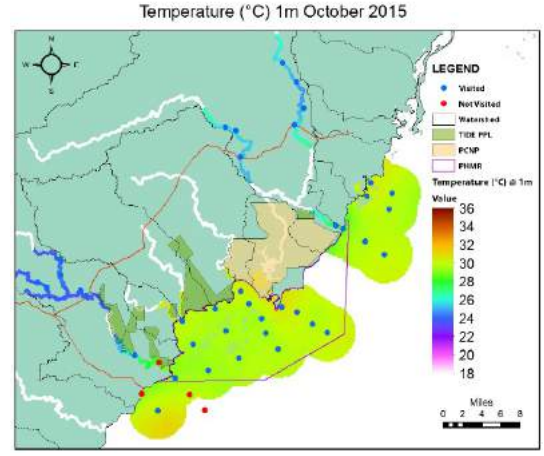 Temperature (°C) 1m October 2015
N
W E
S
LEGEND
Visited
Not Visited
Watershed
TIDE PPL
PCNP
PHMR
Temperature (°C) @ 1m
Value
36
34
32
30
28
26
24
22
20
18
Miles
0 2 4 6 8